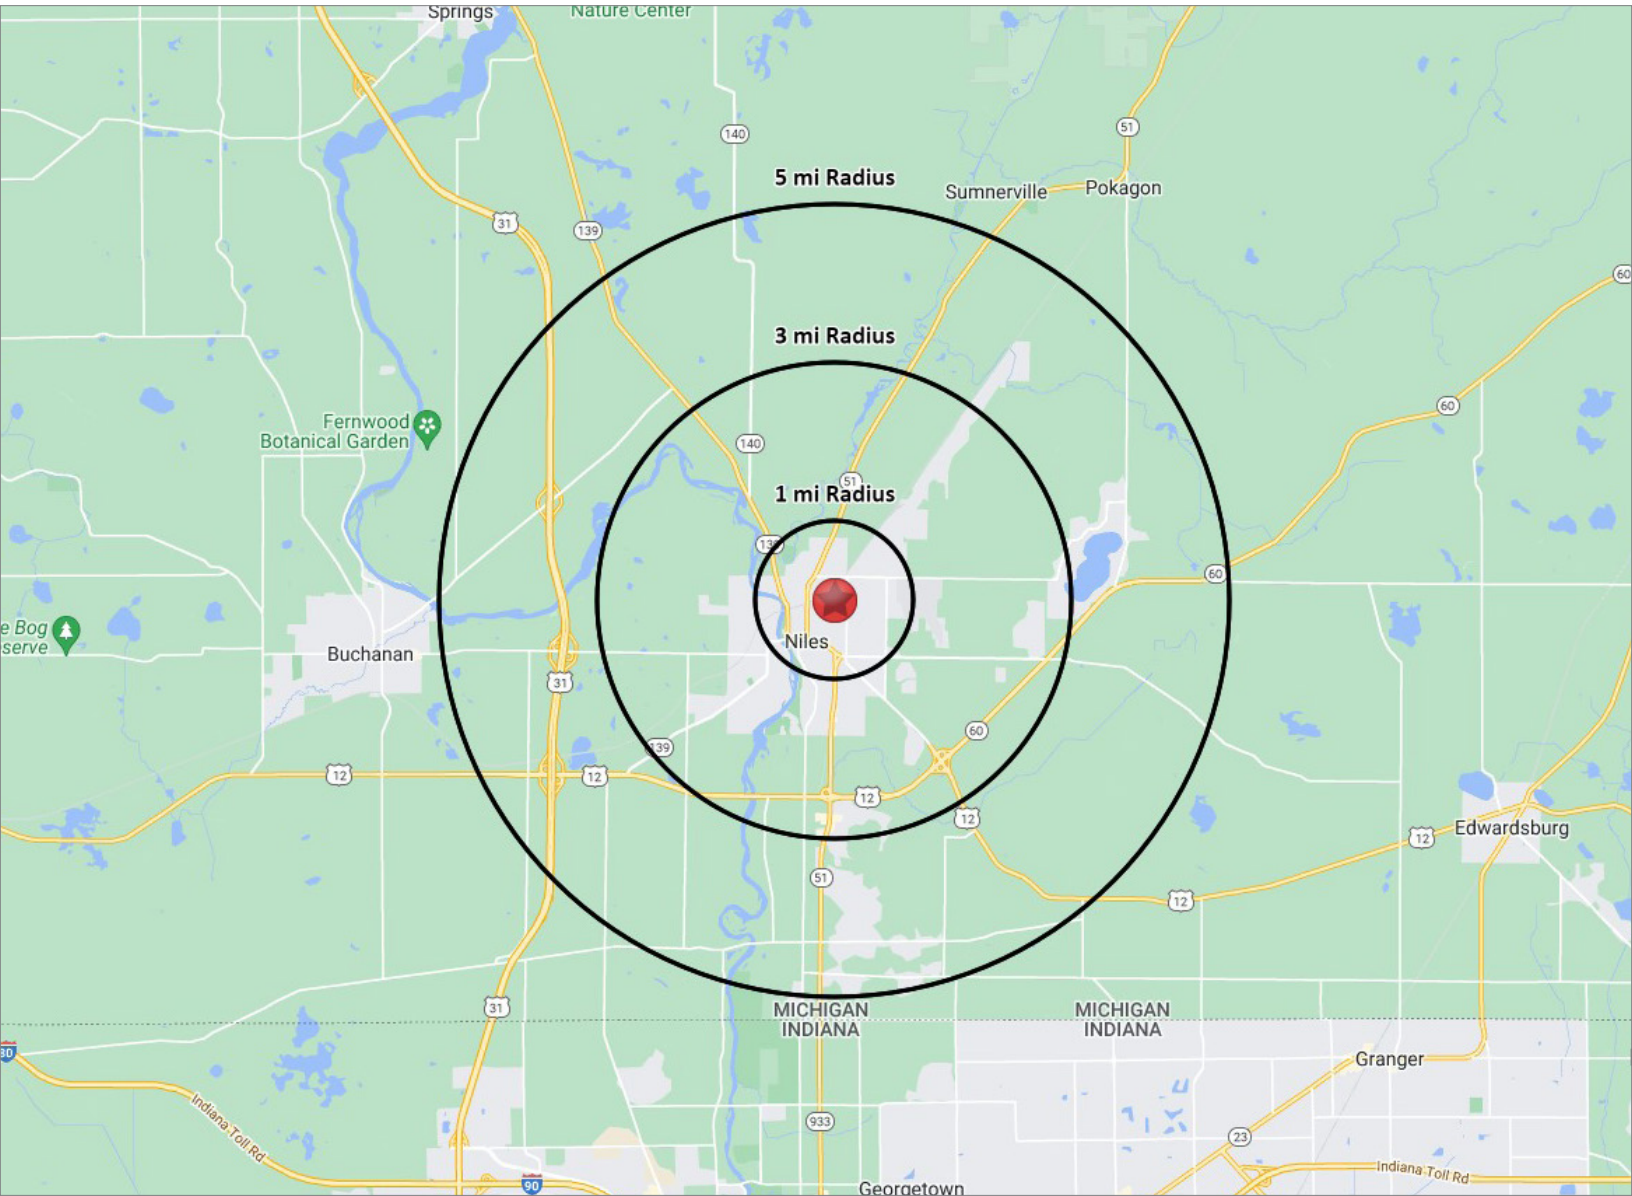 Springs
Nature Center
140
51
5 mi Radius
Sumnerville
Pokagon
31
139
60
3 mi Radius
60
Fernwood
Botanical Garden
140
51
1 mi Radius
139
60
e Bog
serve
Niles
Buchanan
31
60
139
12
12
12
12
Edwardsburg
12
51
12
31
MICHIGAN
INDIANA
MICHIGAN
INDIANA
80
Granger
Indiana Toll Rd
933
23
Indiana Toll Rd
90
Georgetown